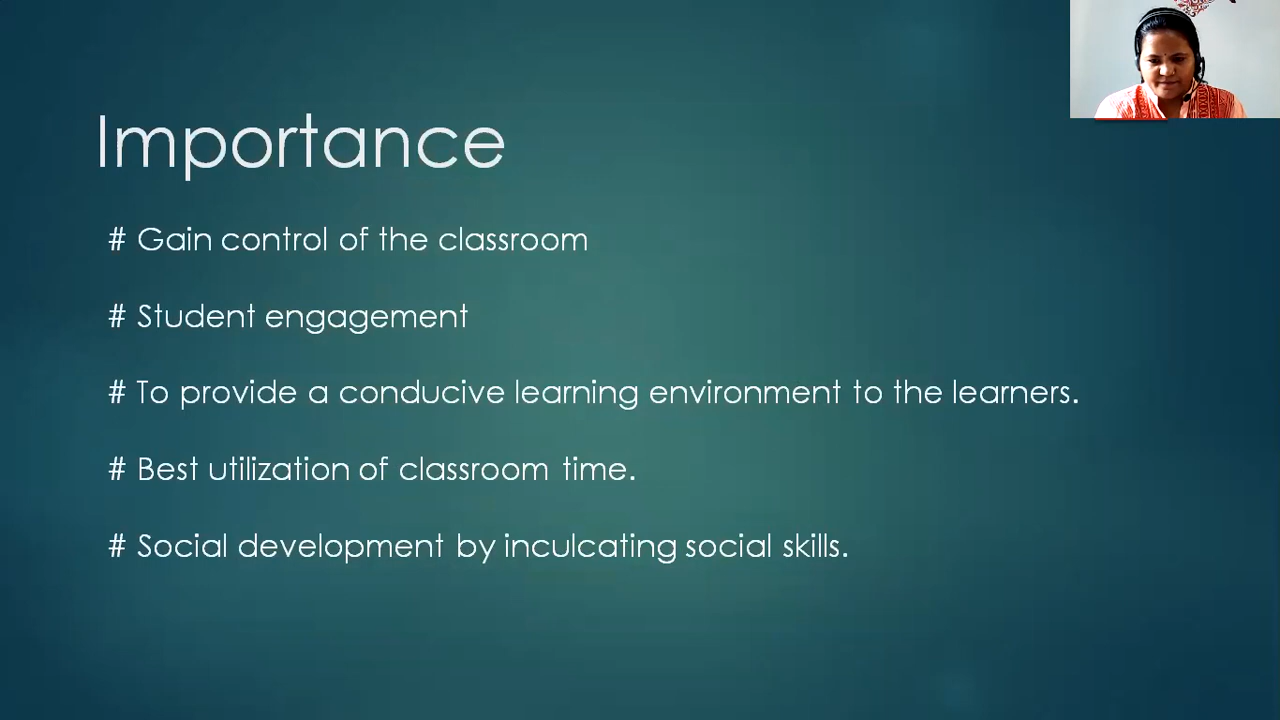 Importance
# Gain control of the classroom
# Student engagement
# To provide a conducive learning environment to the learners.
# Best utilization of classroom time.
# Social development by inculcating social skills.